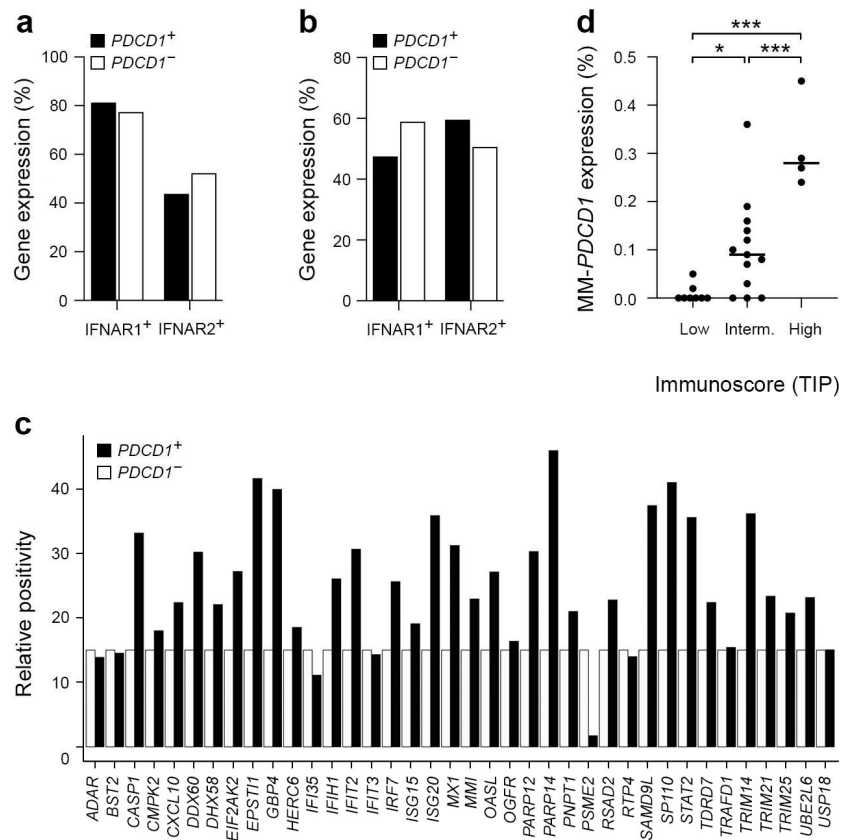 a
PDCD1+
PDCD1−
Gene expression (%)
100
80
60
40
20
0
IFNAR1+ IFNAR2+
b
PDCD1+
PDCD1−
Gene expression (%)
80
60
40
20
0
IFNAR1+ IFNAR2+
d
***
* ***
MM-PDCD1 expression (%)
0.5
0.4
0.3
0.2
0.1
0.0
Low Interm. High
Immunoscore (TIP)
c
PDCD1+
PDCD1−
Relative positivity
40
30
20
10
0
ADAR
BST2
CASP1
CMPK2
CXCL10
DDX60
DHX58
EIF2AK2
EPSTI1
GBP4
HERC6
IFI35
IFIH1
IFIT2
IFIT3
IRF7
ISG15
ISG20
MX1
MMI
OASL
OGFR
PARP12
PARP14
PNPT1
PSME2
RSAD2
RTP4
SAMD9L
SP110
STAT2
TDRD7
TRAFD1
TRIM14
TRIM21
TRIM25
UBE2L6
USP18